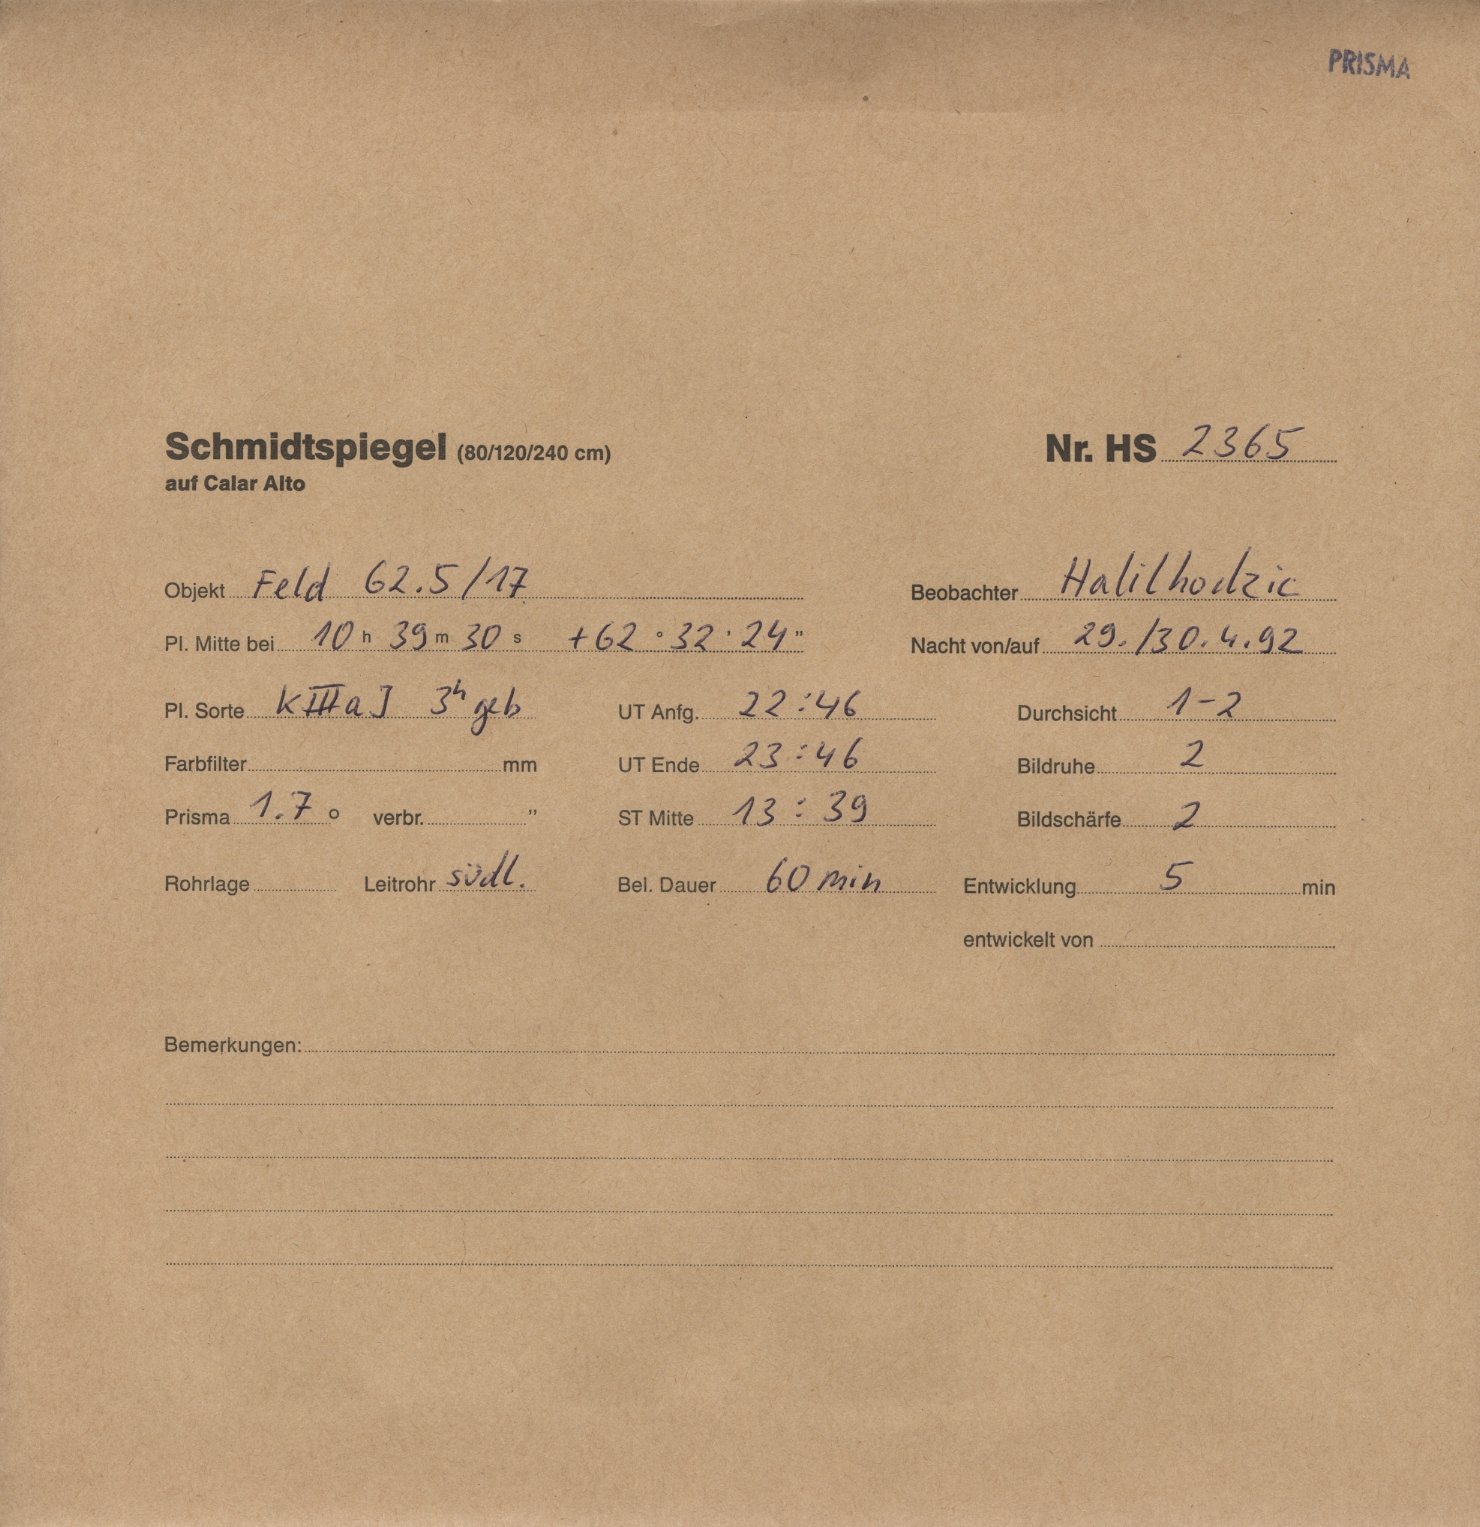 PRISMA
Schmidtspiegel (80/120/240 cm) Nr. HS 2365
auf Calar Alto
Objekt Feld 62.5/17 Beobachter Halilhodzic
Pl. Mitte bei 10 h 39 m 30 s +62 ° 32 ' 24 " Nacht von/auf 29./30.4.92
Pl. Sorte KIIIaJ 3h geb UT Anfg. 22:46 Durchsicht 1-2
Farbfilter mm UT Ende 23:46 Bildruhe 2
Prisma 1.7 ° verbr. " ST Mitte 13:39 Bildschärfe 2
Rohrlage Leitrohr südl. Bel. Dauer 60 min Entwicklung 5 min
entwickelt von
Bemerkungen: